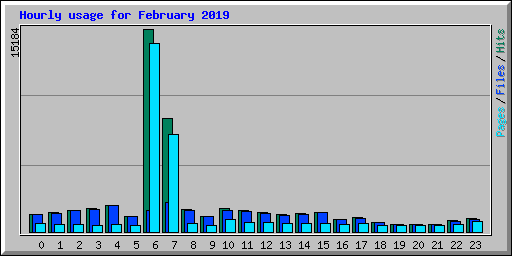 Hourly usage for February 2019
15184
Pages / Files / Hits
0 1 2 3 4 5 6 7 8 9 10 11 12 13 14 15 16 17 18 19 20 21 22 23